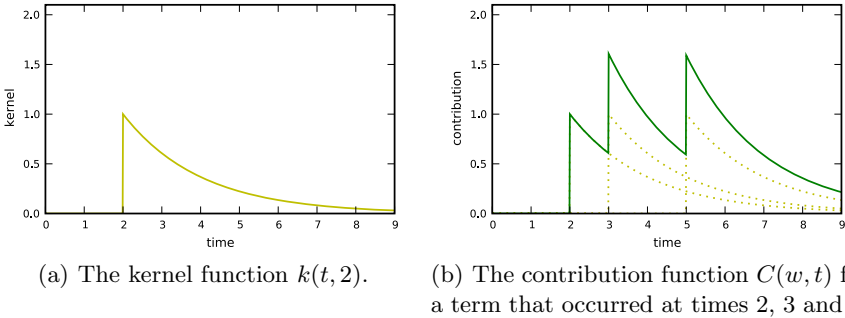 2.0
1.5
1.0
0.5
0.0
kernel
0 1 2 3 4 5 6 7 8 9
time
(a) The kernel function k(t, 2).
2.0
1.5
1.0
0.5
0.0
contribution
0 1 2 3 4 5 6 7 8 9
time
(b) The contribution function C(w, t) f
a term that occurred at times 2, 3 and